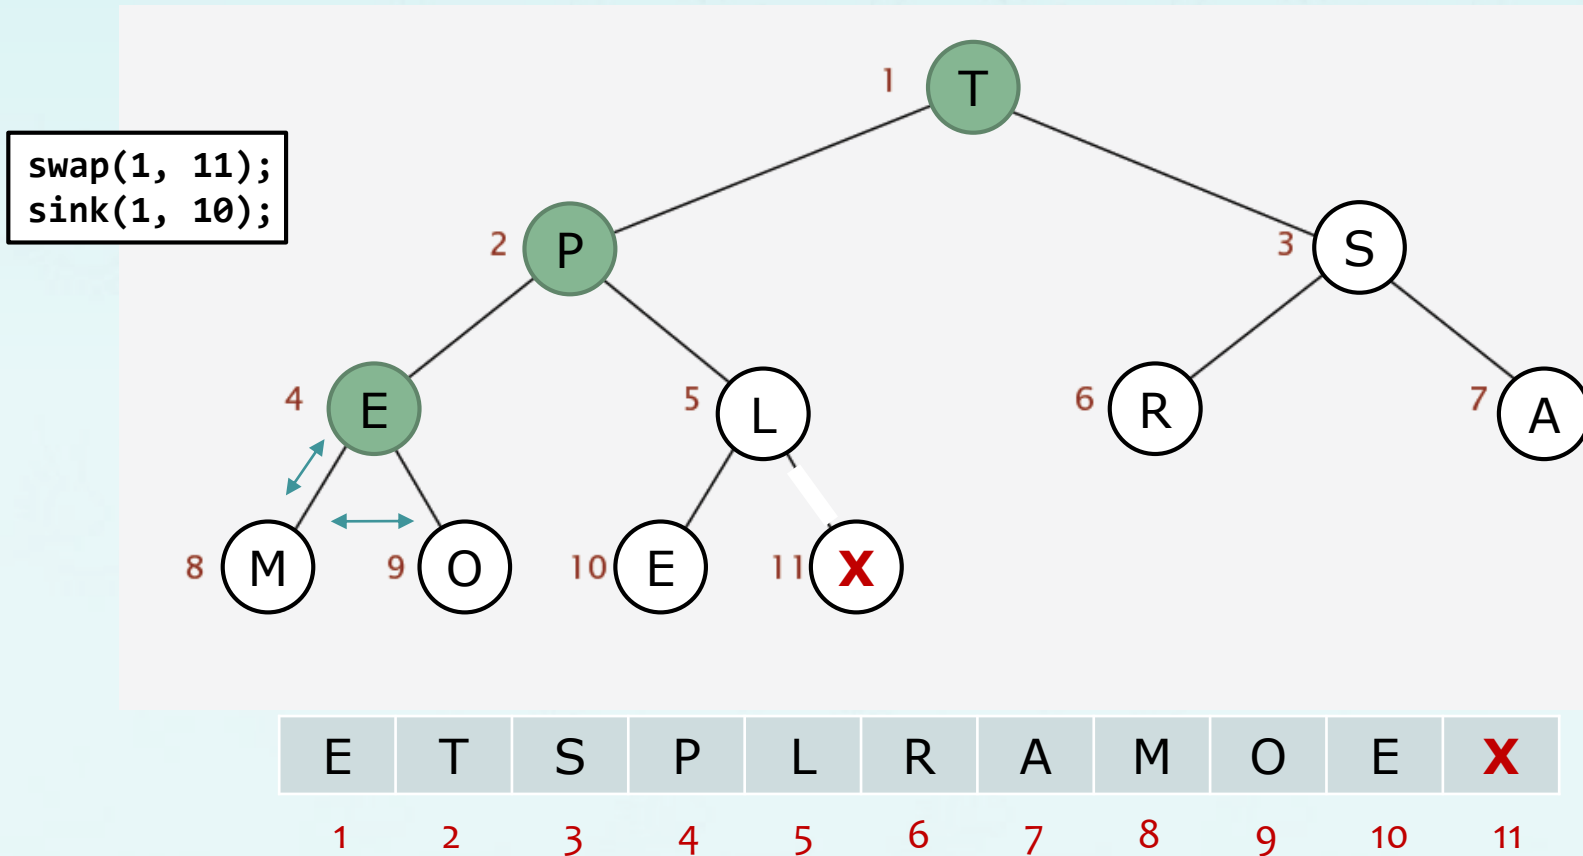 1 T
swap(1, 11);
sink(1, 10);
2 P 3 S
4 E 5 L 6 R 7 A
8 M 9 O 10 E 11 X
E T S P L R A M O E X
1 2 3 4 5 6 7 8 9 10 11